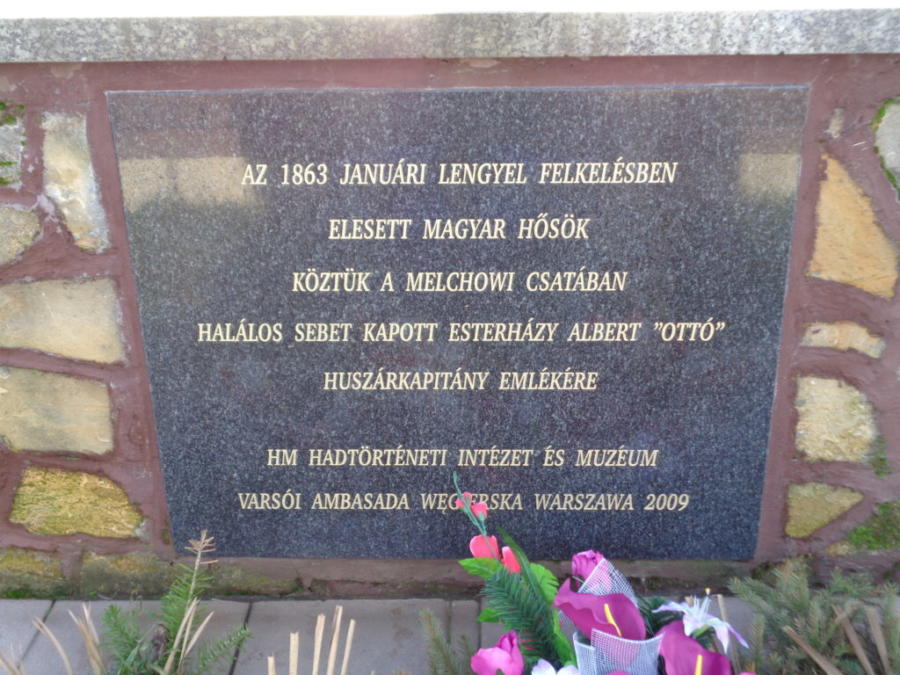 AZ 1863 JANUÁRI LENGYEL FELKELÉSBEN
ELESETT MAGYAR HŐSÖK
KÖZTÜK A MELCHOWI CSATÁBAN
HALÁLOS SEBET KAPOTT ESTERHÁZY ALBERT "OTTÓ"
HUSZÁRKAPITÁNY EMLÉKÉRE
HM HADTÖRTÉNETI INTÉZET ÉS MUZÉUM
VARSÓI AMBASADA WĘGIERSKA WARSZAWA 2009